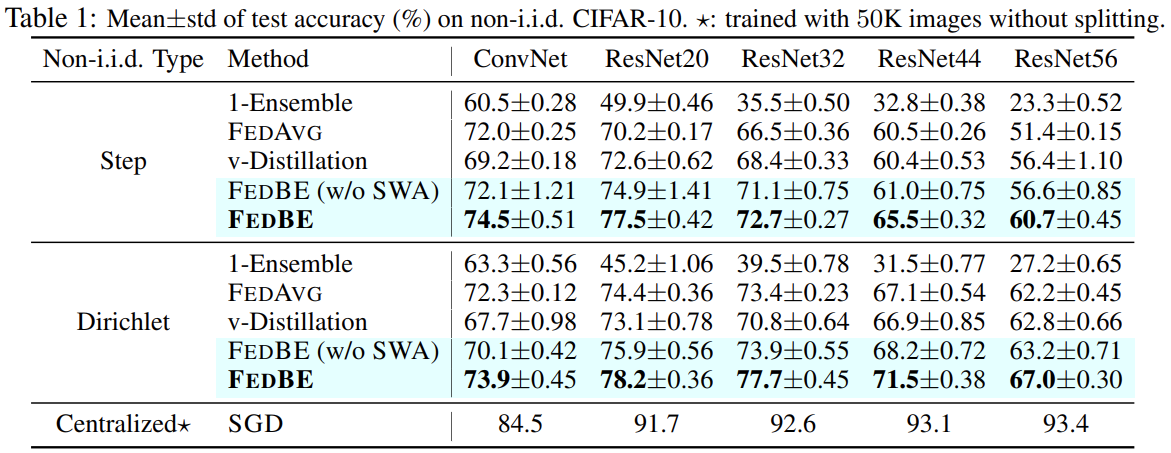 Table 1: Mean±std of test accuracy (%) on non-i.i.d. CIFAR-10. ⋆: trained with 50K images without splitting.
Non-i.i.d. Type Method ConvNet ResNet20 ResNet32 ResNet44 ResNet56
1-Ensemble 60.5±0.28 49.9±0.46 35.5±0.50 32.8±0.38 23.3±0.52
FEDAVG 72.0±0.25 70.2±0.17 66.5±0.36 60.5±0.26 51.4±0.15
Step v-Distillation 69.2±0.18 72.6±0.62 68.4±0.33 60.4±0.53 56.4±1.10
FEDBE (w/o SWA) 72.1±1.21 74.9±1.41 71.1±0.75 61.0±0.75 56.6±0.85
FEDBE 74.5±0.51 77.5±0.42 72.7±0.27 65.5±0.32 60.7±0.45
1-Ensemble 63.3±0.56 45.2±1.06 39.5±0.78 31.5±0.77 27.2±0.65
FEDAVG 72.3±0.12 74.4±0.36 73.4±0.23 67.1±0.54 62.2±0.45
Dirichlet v-Distillation 67.7±0.98 73.1±0.78 70.8±0.64 66.9±0.85 62.8±0.66
FEDBE (w/o SWA) 70.1±0.42 75.9±0.56 73.9±0.55 68.2±0.72 63.2±0.71
FEDBE 73.9±0.45 78.2±0.36 77.7±0.45 71.5±0.38 67.0±0.30
Centralized⋆ SGD 84.5 91.7 92.6 93.1 93.4